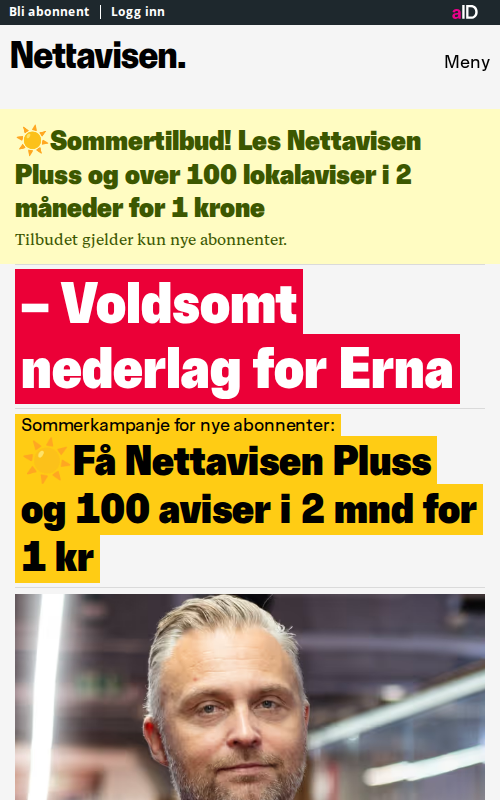 Bli abonnent | Logg inn
aID
Nettavisen.
Meny
☀️Sommertilbud! Les Nettavisen
Pluss og over 100 lokalaviser i 2
måneder for 1 krone
Tilbudet gjelder kun nye abonnenter.
– Voldsomt
nederlag for Erna
Sommerkampanje for nye abonnenter:
☀️Få Nettavisen Pluss
og 100 aviser i 2 mnd for
1 kr